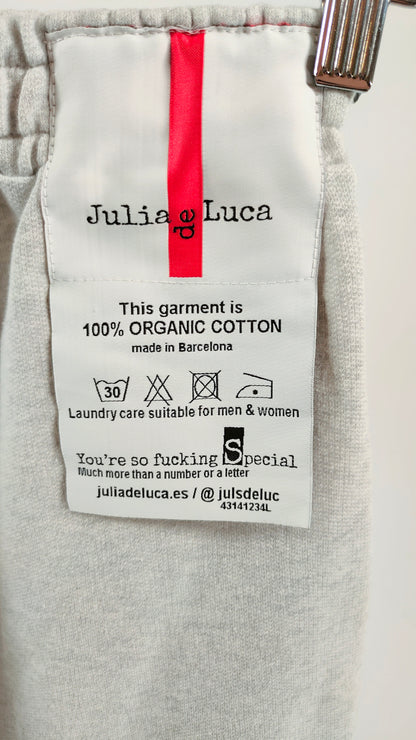 Julia de Luca
This garment is
100% ORGANIC COTTON
made in Barcelona
30
Laundry care suitable for men & women
You're so fucking Special
Much more than a number or a letter
juliadeluca.es / @ julsdeluc
43141234L